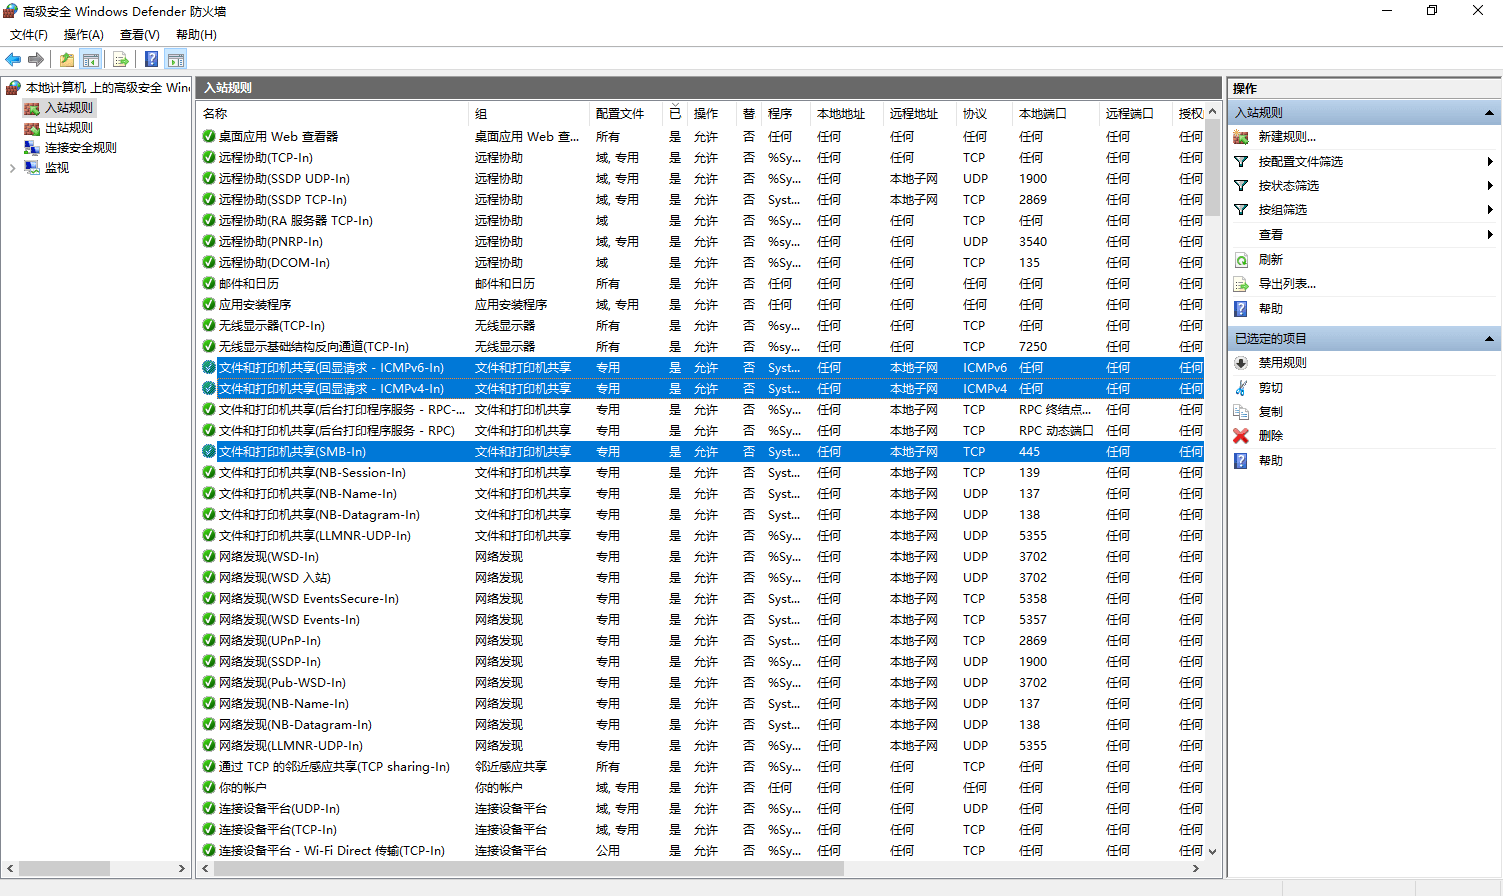 高级安全 Windows Defender 防火墙
文件(F) 操作(A) 查看(V) 帮助(H)
本地计算机 上的高级安全 Win
入站规则
出站规则
连接安全规则
监视
入站规则
名称 组 配置文件 已 操作 替 程序 本地地址 远程地址 协议 本地端口 远程端口 授权
桌面应用 Web 查看器 桌面应用 Web 查... 所有 是 允许 否 任何 任何 任何 任何 任何 任何 任何
远程协助(TCP-In) 远程协助 域, 专用 是 允许 否 %Sy... 任何 任何 TCP 任何 任何 任何
远程协助(SSDP UDP-In) 远程协助 域, 专用 是 允许 否 %Sy... 任何 本地子网 UDP 1900 任何 任何
远程协助(SSDP TCP-In) 远程协助 域, 专用 是 允许 否 Syst... 任何 本地子网 TCP 2869 任何 任何
远程协助(RA 服务器 TCP-In) 远程协助 域 是 允许 否 %Sy... 任何 任何 TCP 任何 任何 任何
远程协助(PNRP-In) 远程协助 域, 专用 是 允许 否 %sy... 任何 任何 UDP 3540 任何 任何
远程协助(DCOM-In) 远程协助 域 是 允许 否 %Sy... 任何 任何 TCP 135 任何 任何
邮件和日历 邮件和日历 所有 是 允许 否 任何 任何 任何 任何 任何 任何 任何
应用安装程序 应用安装程序 域, 专用 是 允许 否 任何 任何 任何 任何 任何 任何 任何
无线显示器(TCP-In) 无线显示器 所有 是 允许 否 %sy... 任何 任何 TCP 任何 任何 任何
无线显示基础结构反向通道(TCP-In) 无线显示器 所有 是 允许 否 %sy... 任何 任何 TCP 7250 任何 任何
文件和打印机共享(回显请求 - ICMPv6-In) 文件和打印机共享 专用 是 允许 否 Syst... 任何 本地子网 ICMPv6 任何 任何 任何
文件和打印机共享(回显请求 - ICMPv4-In) 文件和打印机共享 专用 是 允许 否 Syst... 任何 本地子网 ICMPv4 任何 任何 任何
文件和打印机共享(后台打印程序服务 - RPC-... 文件和打印机共享 专用 是 允许 否 %Sy... 任何 本地子网 TCP RPC 终结点... 任何 任何
文件和打印机共享(后台打印程序服务 - RPC) 文件和打印机共享 专用 是 允许 否 %Sy... 任何 本地子网 TCP RPC 动态端口 任何 任何
文件和打印机共享(SMB-In) 文件和打印机共享 专用 是 允许 否 Syst... 任何 本地子网 TCP 445 任何 任何
文件和打印机共享(NB-Session-In) 文件和打印机共享 专用 是 允许 否 Syst... 任何 本地子网 TCP 139 任何 任何
文件和打印机共享(NB-Name-In) 文件和打印机共享 专用 是 允许 否 Syst... 任何 本地子网 UDP 137 任何 任何
文件和打印机共享(NB-Datagram-In) 文件和打印机共享 专用 是 允许 否 Syst... 任何 本地子网 UDP 138 任何 任何
文件和打印机共享(LLMNR-UDP-In) 文件和打印机共享 专用 是 允许 否 %Sy... 任何 本地子网 UDP 5355 任何 任何
网络发现(WSD-In) 网络发现 专用 是 允许 否 %Sy... 任何 本地子网 UDP 3702 任何 任何
网络发现(WSD 入站) 网络发现 专用 是 允许 否 %Sy... 任何 本地子网 UDP 3702 任何 任何
网络发现(WSD EventsSecure-In) 网络发现 专用 是 允许 否 Syst... 任何 本地子网 TCP 5358 任何 任何
网络发现(WSD Events-In) 网络发现 专用 是 允许 否 Syst... 任何 本地子网 TCP 5357 任何 任何
网络发现(UPnP-In) 网络发现 专用 是 允许 否 Syst... 任何 本地子网 TCP 2869 任何 任何
网络发现(SSDP-In) 网络发现 专用 是 允许 否 %Sy... 任何 本地子网 UDP 1900 任何 任何
网络发现(Pub-WSD-In) 网络发现 专用 是 允许 否 %Sy... 任何 本地子网 UDP 3702 任何 任何
网络发现(NB-Name-In) 网络发现 专用 是 允许 否 Syst... 任何 本地子网 UDP 137 任何 任何
网络发现(NB-Datagram-In) 网络发现 专用 是 允许 否 Syst... 任何 本地子网 UDP 138 任何 任何
网络发现(LLMNR-UDP-In) 网络发现 专用 是 允许 否 %Sy... 任何 本地子网 UDP 5355 任何 任何
通过 TCP 的邻近感应共享(TCP sharing-In) 邻近感应共享 所有 是 允许 否 %Sy... 任何 任何 TCP 任何 任何 任何
你的帐户 你的帐户 域, 专用 是 允许 否 任何 任何 任何 任何 任何 任何 任何
连接设备平台(UDP-In) 连接设备平台 域, 专用 是 允许 否 %Sy... 任何 任何 UDP 任何 任何 任何
连接设备平台(TCP-In) 连接设备平台 域, 专用 是 允许 否 %Sy... 任何 任何 TCP 任何 任何 任何
连接设备平台 - Wi-Fi Direct 传输(TCP-In) 连接设备平台 公用 是 允许 否 %Sy... 任何 任何 TCP 任何 任何 任何
操作
入站规则
新建规则...
按配置文件筛选
按状态筛选
按组筛选
查看
刷新
导出列表...
帮助
已选定的项目
禁用规则
剪切
复制
删除
帮助